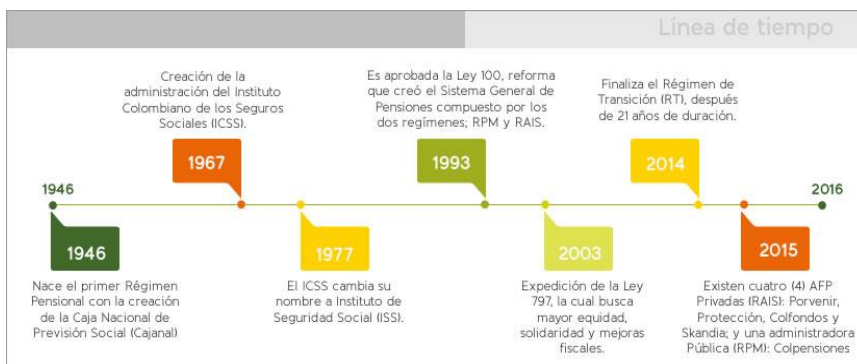 Línea de tiempo
Creación de la
administración del Instituto
Colombiano de los Seguros
Sociales (ICSS).
Es aprobada la Ley 100, reforma
que creó el Sistema General de
Pensiones compuesto por los
dos regímenes; RPM y RAIS.
Finaliza el Régimen de
Transición (RT), después
de 21 años de duración.
1967
1993
2014
1946
2016
1946
1977
2003
2015
Nace el primer Régimen
Pensional con la creación
de la Caja Nacional de
Previsión Social (Cajanal)
El ICSS cambia su
nombre a Instituto de
Seguridad Social (ISS).
Expedición de la Ley
797, la cual busca
mayor equidad,
solidaridad y mejoras
fiscales.
Existen cuatro (4) AFP
Privadas (RAIS): Porvenir,
Protección, Colfondos y
Skandia; y una administradora
Pública (RPM): Colpensiones